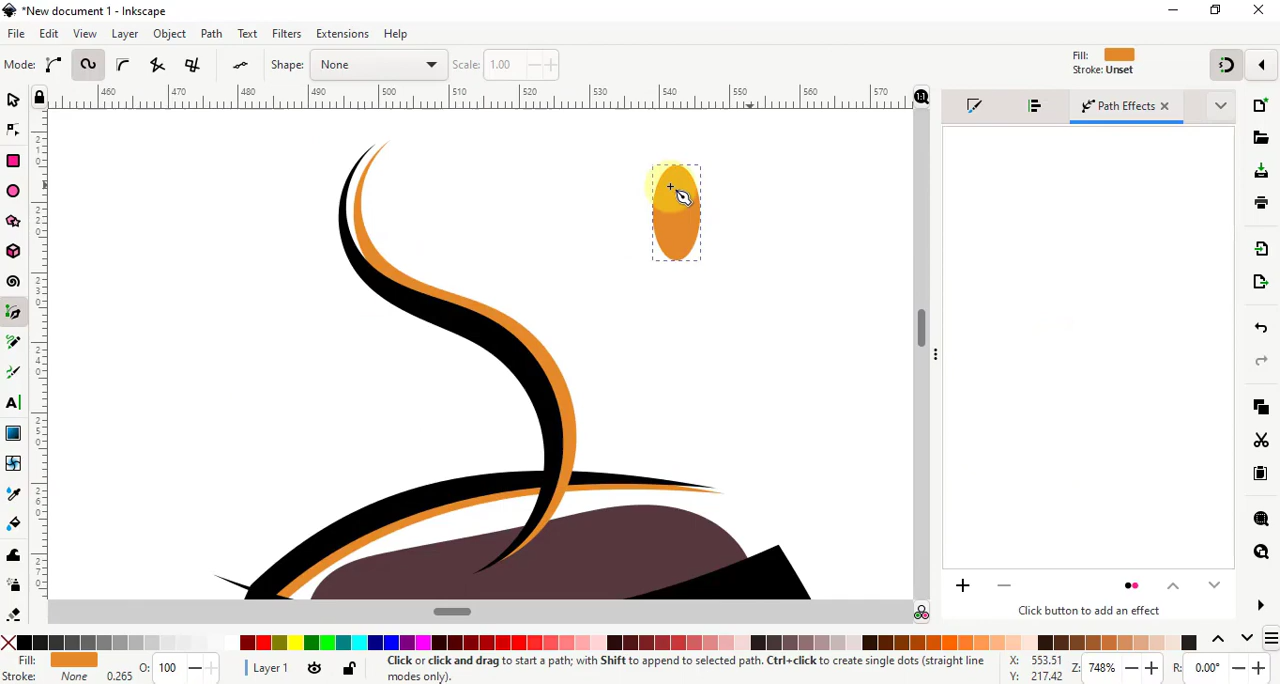 *New document 1 - Inkscape
File Edit View Layer Object Path Text Filters Extensions Help
Mode: Shape: None Scale: 1.00 Fill: Stroke: Unset
460 470 480 490 500 510 520 530 540 550 560 570
Path Effects
Click button to add an effect
Fill: Stroke: None 0.265 O: 100 Layer 1
Click or click and drag to start a path; with Shift to append to selected path. Ctrl+click to create single dots (straight line
modes only).
X: 553.51
Y: 217.42
Z: 748% R: 0.00°